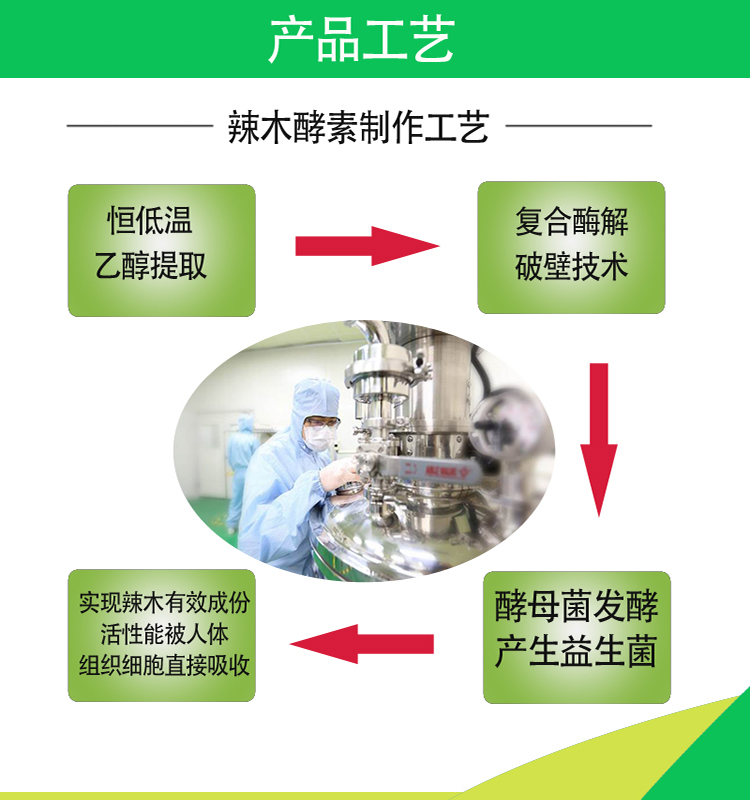 产品工艺
辣木酵素制作工艺
恒低温
乙醇提取
复合酶解
破壁技术
酵母菌发酵
产生益生菌
实现辣木有效成份
活性能被人体
组织细胞直接吸收